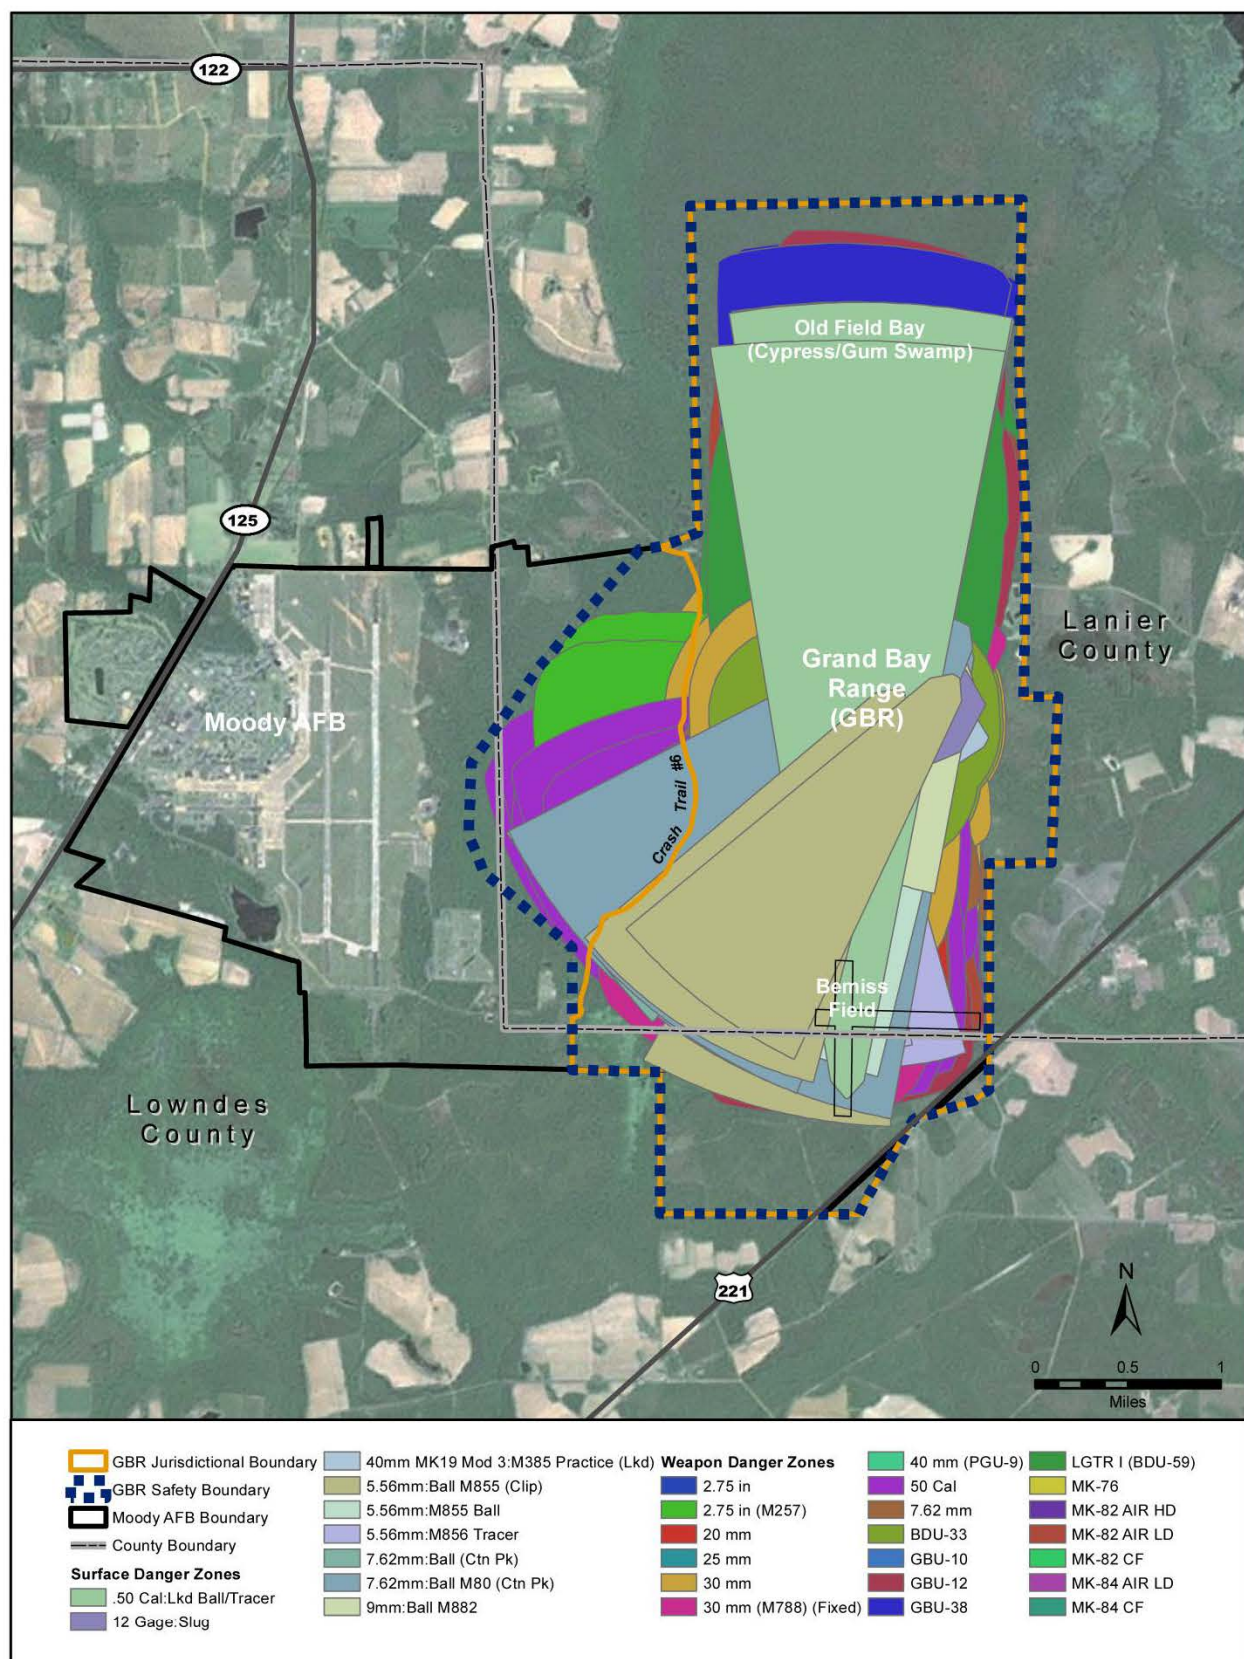 122
Old Field Bay
(Cypress/Gum Swamp)
125
Lanier
County
Grand Bay
Range
(GBR)
Moody AFB
Crash Trail #6
Bemiss
Field
Lowndes
County
221
N
0 0.5 1
Miles
GBR Jurisdictional Boundary
GBR Safety Boundary
Moody AFB Boundary
County Boundary
Surface Danger Zones
.50 Cal:Lkd Ball/Tracer
12 Gage:Slug
40mm MK19 Mod 3:M385 Practice (Lkd)
5.56mm:Ball M855 (Clip)
5.56mm:M855 Ball
5.56mm:M856 Tracer
7.62mm:Ball (Ctn Pk)
7.62mm:Ball M80 (Ctn Pk)
9mm:Ball M882
Weapon Danger Zones
2.75 in
2.75 in (M257)
20 mm
25 mm
30 mm
30 mm (M788) (Fixed)
40 mm (PGU-9)
50 Cal
7.62 mm
BDU-33
GBU-10
GBU-12
GBU-38
LGTR I (BDU-59)
MK-76
MK-82 AIR HD
MK-82 AIR LD
MK-82 CF
MK-84 AIR LD
MK-84 CF